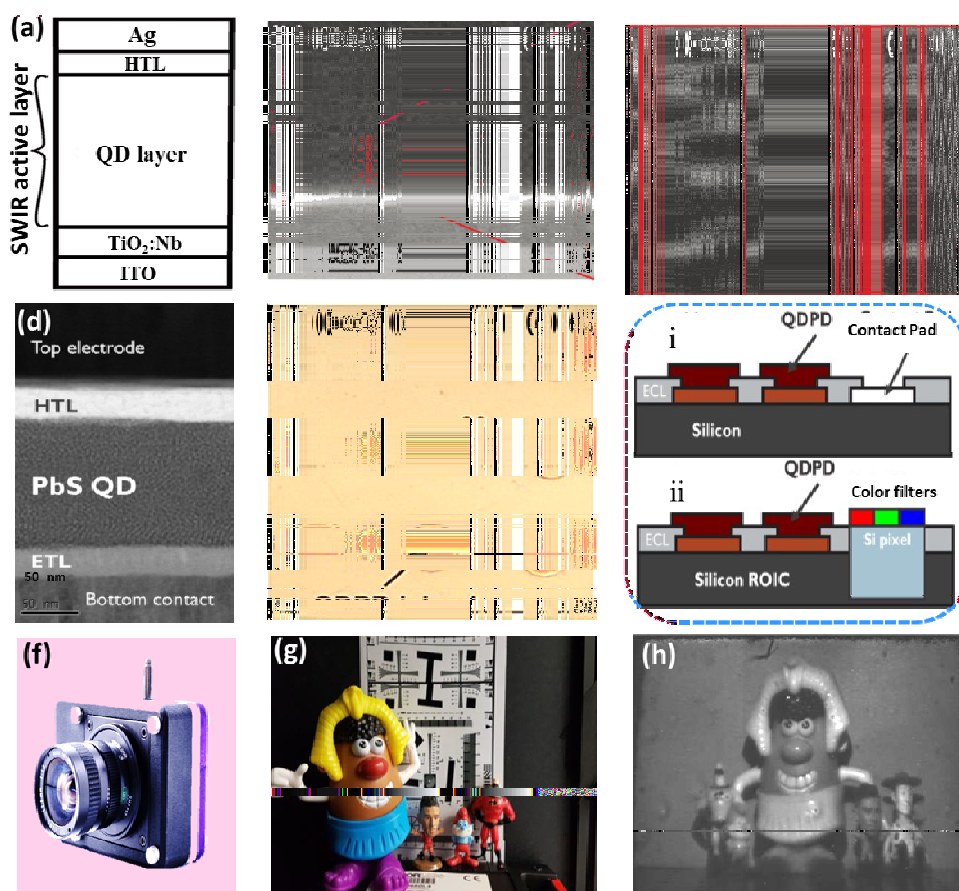 (a)
Ag
HTL
SWIR active layer
QD layer
TiO₂:Nb
ITO
(d)
Top electrode
HTL
PbS QD
ETL
50 nm
50 nm
Bottom contact
i
QDPD
Contact Pad
ECL
Silicon
ii
QDPD
Color filters
ECL
Si pixel
Silicon ROIC
(f)
(g)
(h)